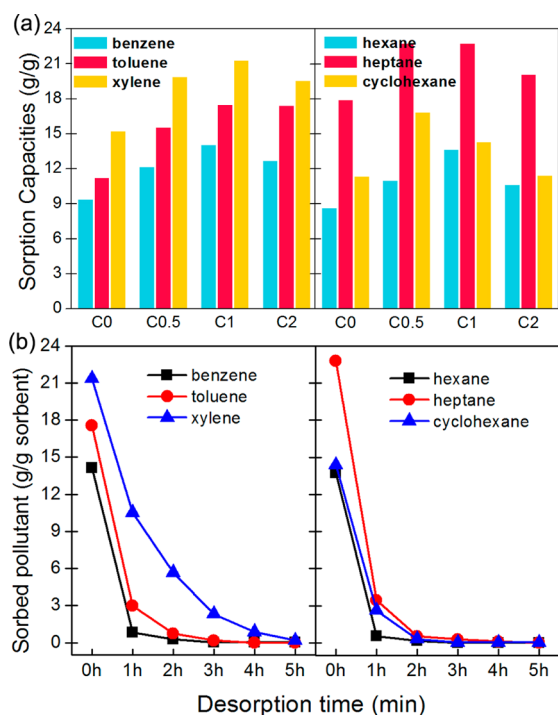 (a)
Sorption Capacities (g/g)
24
21
18
15
12
9
6
3
0
benzene
toluene
xylene
hexane
heptane
cyclohexane
C0 C0.5 C1 C2 C0 C0.5 C1 C2
(b)
Sorbed pollutant (g/g sorbent)
24
21
18
15
12
9
6
3
0
benzene
toluene
xylene
hexane
heptane
cyclohexane
0h 1h 2h 3h 4h 5h 0h 1h 2h 3h 4h 5h
Desorption time (min)